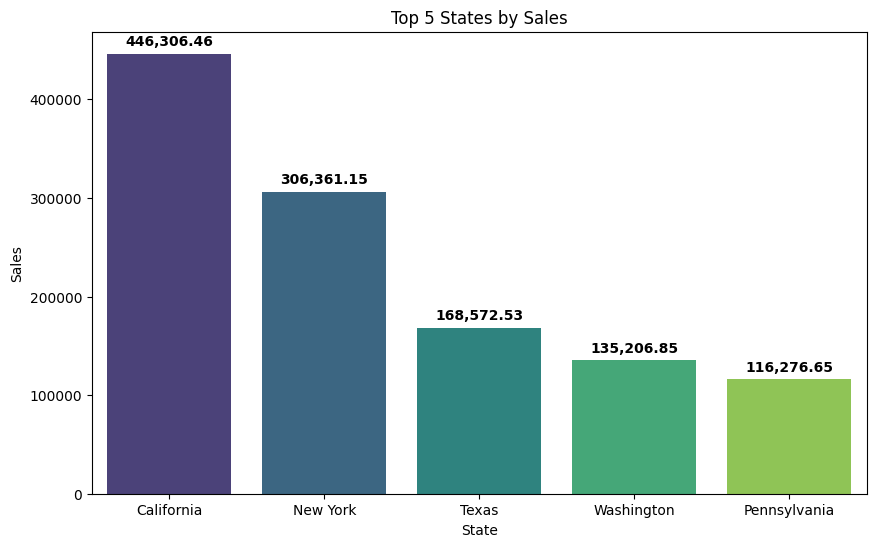 Top 5 States by Sales
446,306.46
306,361.15
168,572.53
135,206.85
116,276.65
400000
300000
200000
100000
0
Sales
California New York Texas Washington Pennsylvania
State